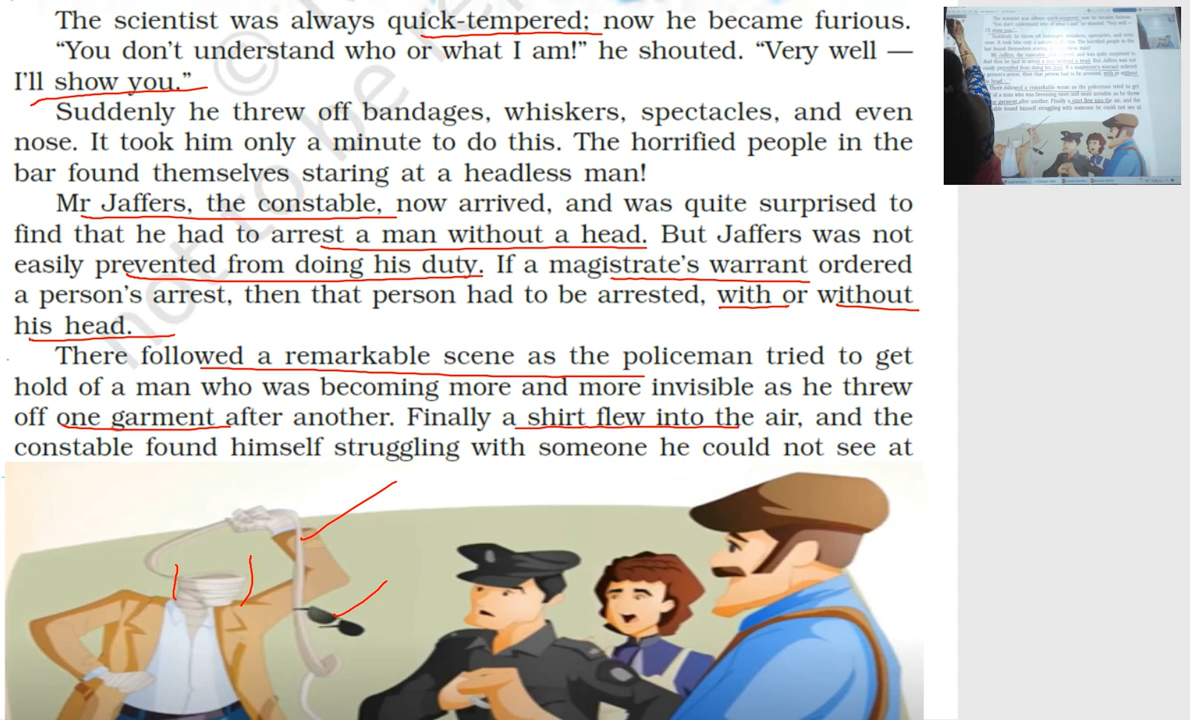 The scientist was always quick-tempered; now he became furious.
“You don’t understand who or what I am!” he shouted. “Very well —
I’ll show you.”
Suddenly he threw off bandages, whiskers, spectacles, and even
nose. It took him only a minute to do this. The horrified people in the
bar found themselves staring at a headless man!
Mr Jaffers, the constable, now arrived, and was quite surprised to
find that he had to arrest a man without a head. But Jaffers was not
easily prevented from doing his duty. If a magistrate’s warrant ordered
a person’s arrest, then that person had to be arrested, with or without
his head.
There followed a remarkable scene as the policeman tried to get
hold of a man who was becoming more and more invisible as he threw
off one garment after another. Finally a shirt flew into the air, and the
constable found himself struggling with someone he could not see at